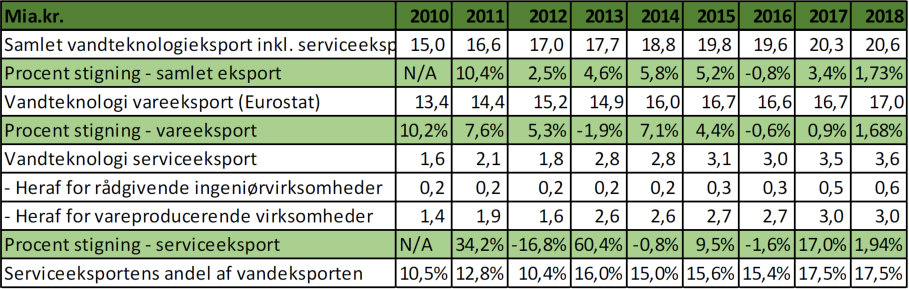 Mia.kr. 2010 2011 2012 2013 2014 2015 2016 2017 2018
Samlet vandteknologieksport inkl. serviceeksp 15,0 16,6 17,0 17,7 18,8 19,8 19,6 20,3 20,6
Procent stigning - samlet eksport N/A 10,4% 2,5% 4,6% 5,8% 5,2% -0,8% 3,4% 1,73%
Vandteknologi vareeksport (Eurostat) 13,4 14,4 15,2 14,9 16,0 16,7 16,6 16,7 17,0
Procent stigning - vareeksport 10,2% 7,6% 5,3% -1,9% 7,1% 4,4% -0,6% 0,9% 1,68%
Vandteknologi serviceeksport 1,6 2,1 1,8 2,8 2,8 3,1 3,0 3,5 3,6
- Heraf for rådgivende ingeniørvirksomheder 0,2 0,2 0,2 0,2 0,2 0,3 0,3 0,5 0,6
- Heraf for vareproducerende virksomheder 1,4 1,9 1,6 2,6 2,6 2,7 2,7 3,0 3,0
Procent stigning - serviceeksport N/A 34,2% -16,8% 60,4% -0,8% 9,5% -1,6% 17,0% 1,94%
Serviceeksportens andel af vandeksporten 10,5% 12,8% 10,4% 16,0% 15,0% 15,6% 15,4% 17,5% 17,5%